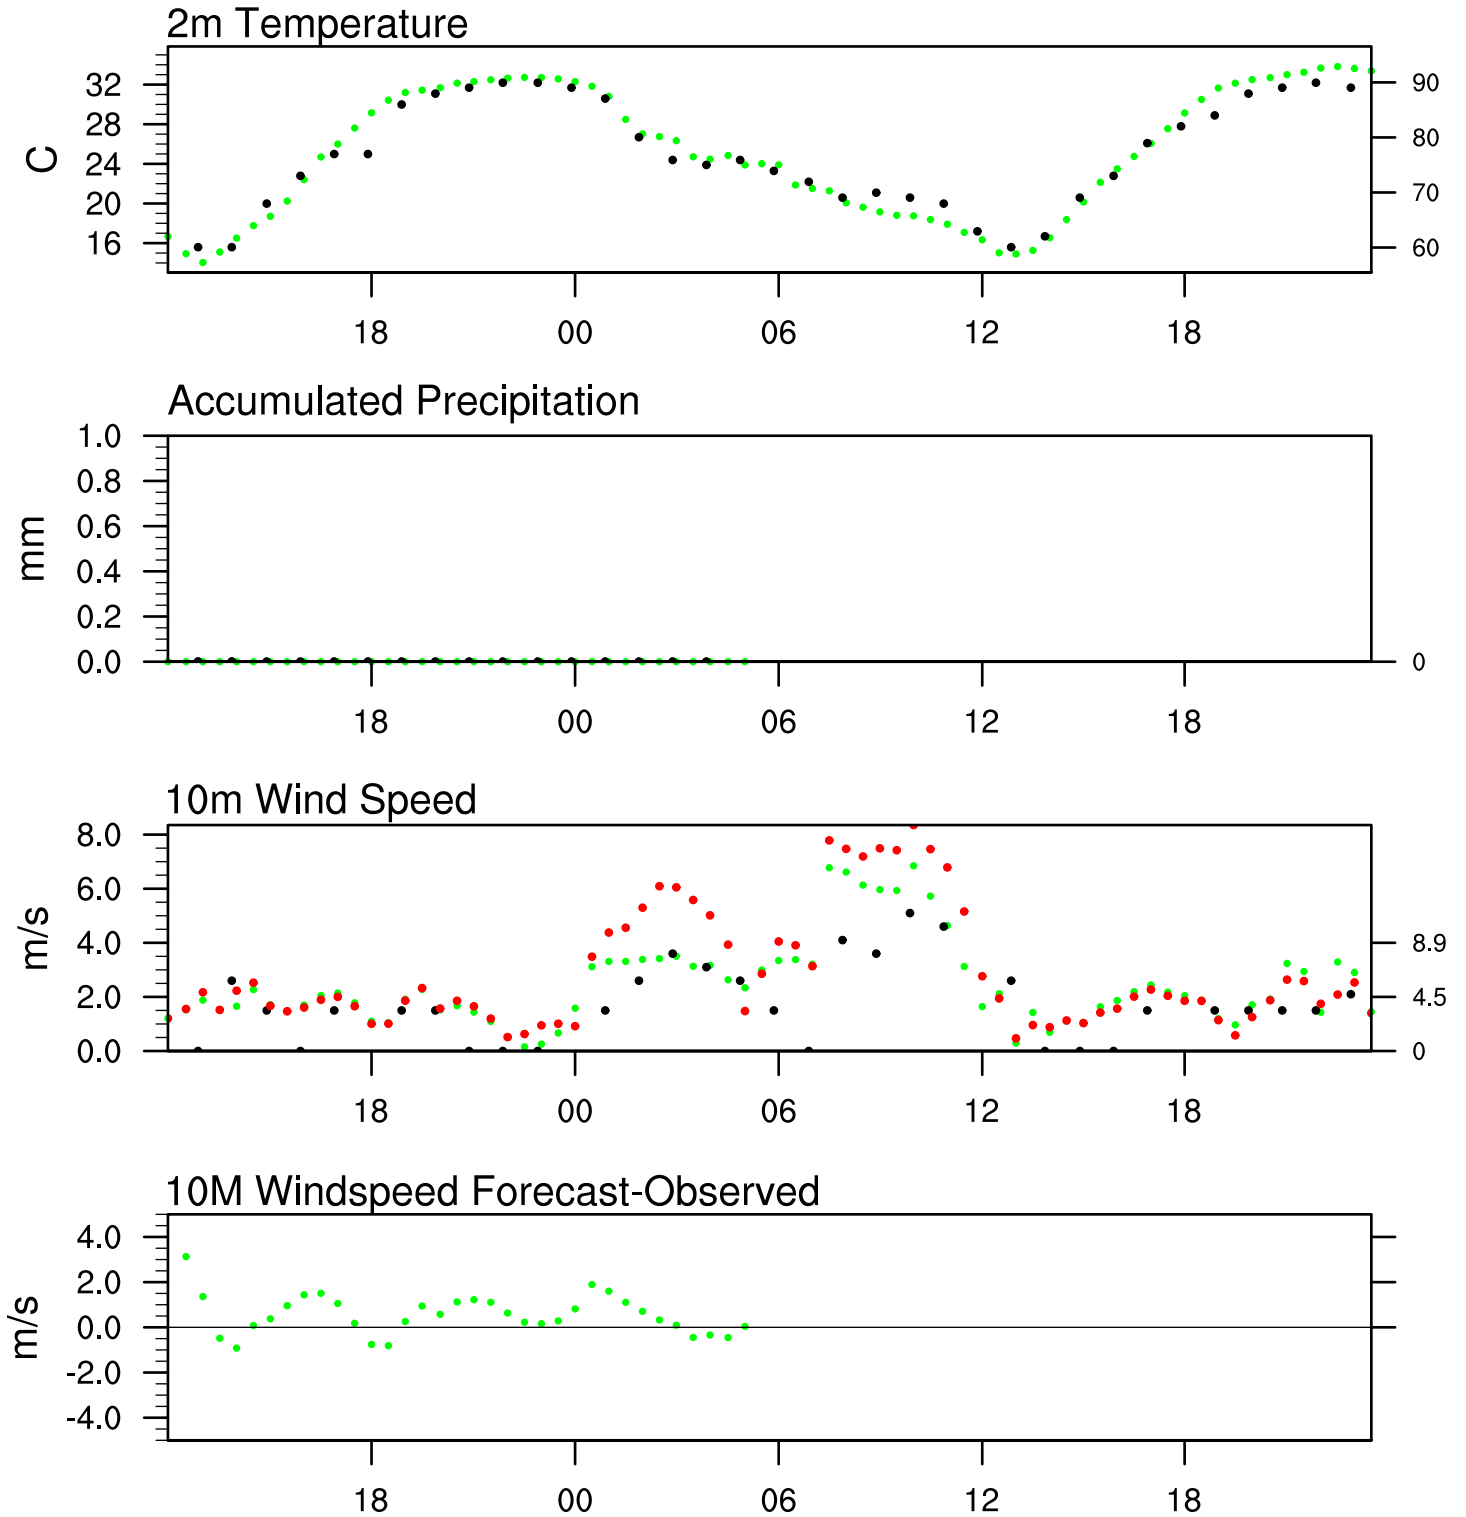 2m Temperature
32
28
24
20
16
C
90
80
70
60
18 00 06 12 18
Accumulated Precipitation
1.0
0.8
0.6
0.4
0.2
0.0
mm
0
18 00 06 12 18
10m Wind Speed
8.0
6.0
4.0
2.0
0.0
m/s
8.9
4.5
0
18 00 06 12 18
10M Windspeed Forecast-Observed
4.0
2.0
0.0
-2.0
-4.0
m/s
18 00 06 12 18